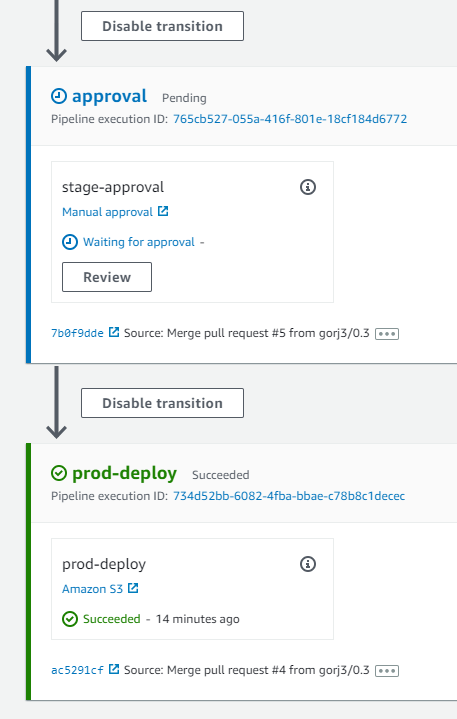 Disable transition
approval Pending
Pipeline execution ID: 765cb527-055a-416f-801e-18cf184d6772
stage-approval
Manual approval
Waiting for approval -
Review
7b0f9dde Source: Merge pull request #5 from gorj3/0.3
Disable transition
prod-deploy Succeeded
Pipeline execution ID: 734d52bb-6082-4fba-bbae-c78b8c1decec
prod-deploy
Amazon S3
Succeeded - 14 minutes ago
ac5291cf Source: Merge pull request #4 from gorj3/0.3